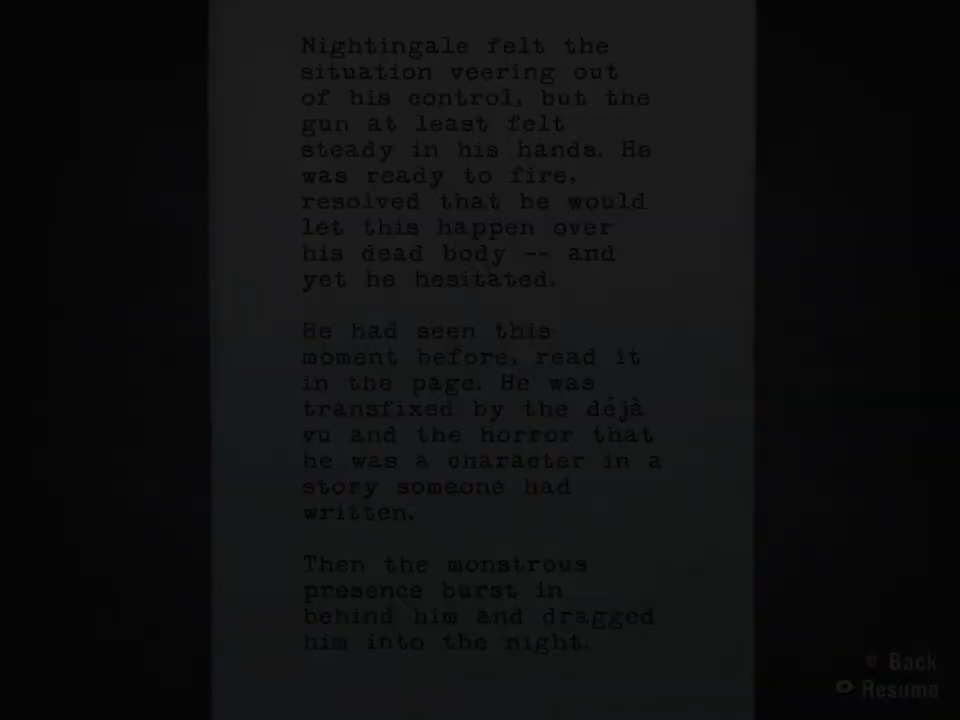 Nightingale felt the
situation veering out
of his control, but the
gun at least felt
steady in his hands. He
was ready to fire,
resolved that he would
let this happen over
his dead body -- and
yet he hesitated.
He had seen this
moment before, read it
in the page. He was
transfixed by the déjà
vu and the horror that
he was a character in a
story someone had
written.
Then the monstrous
presence burst in
behind him and dragged
him into the night.
Back
Resume